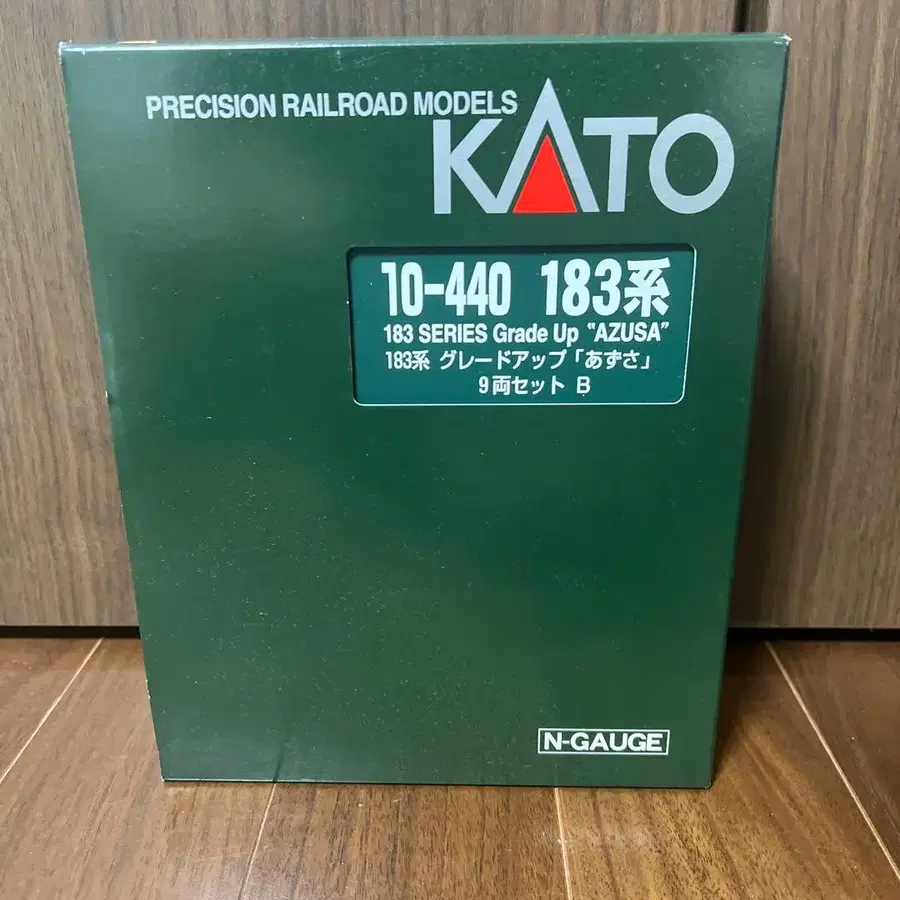 PRECISION RAILROAD MODELS
KATO
10-440 183系
183 SERIES Grade Up "AZUSA"
183系 グレードアップ「あずさ」
9両セット B
N-GAUGE